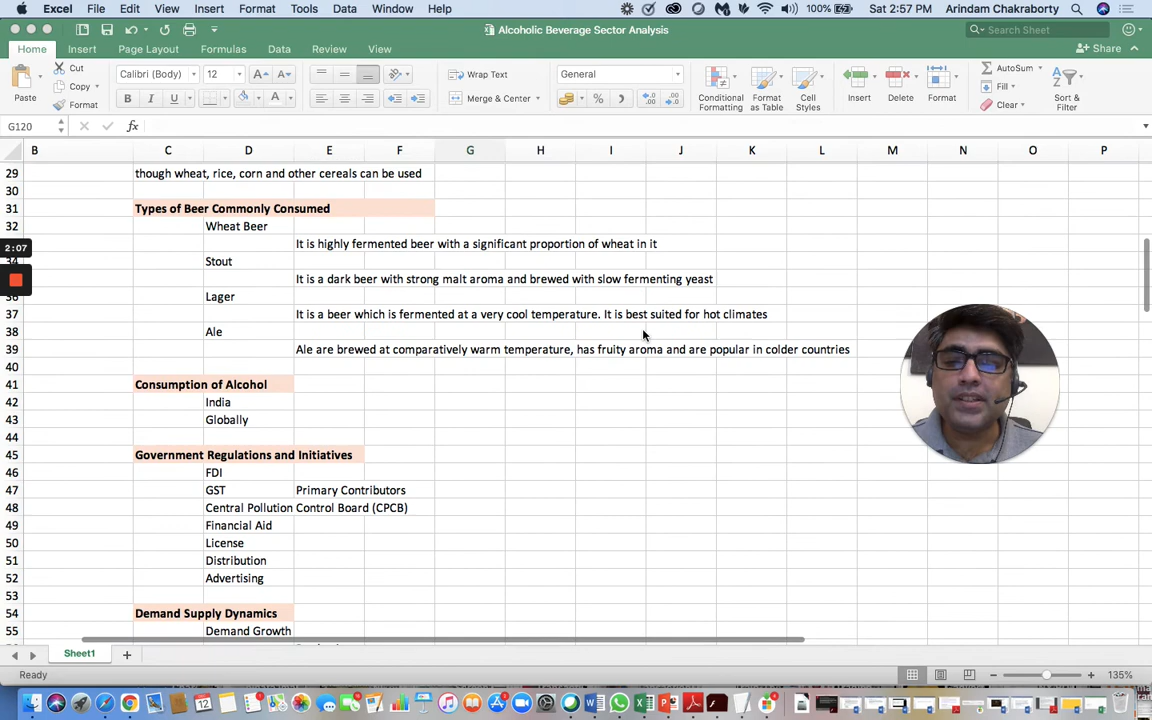 Excel File Edit View Insert Format Tools Data Window Help 100% Sat 2:57 PM Arindam Chakraborty
Alcoholic Beverage Sector Analysis
Search Sheet
Home Insert Page Layout Formulas Data Review View
Share
Paste
Cut
Copy
Format
Calibri (Body) 12
B I U
Wrap Text
Merge & Center
General
Conditional Formatting
Format as Table
Cell Styles
Insert
Delete
Format
AutoSum
Fill
Clear
Sort & Filter
G120
fx
B C D E F G H I J K L M N O P
29 though wheat, rice, corn and other cereals can be used
30
31 Types of Beer Commonly Consumed
32 Wheat Beer
It is highly fermented beer with a significant proportion of wheat in it
2:07
34 Stout
It is a dark beer with strong malt aroma and brewed with slow fermenting yeast
36 Lager
37 It is a beer which is fermented at a very cool temperature. It is best suited for hot climates
38 Ale
39 Ale are brewed at comparatively warm temperature, has fruity aroma and are popular in colder countries
40
41 Consumption of Alcohol
42 India
43 Globally
44
45 Government Regulations and Initiatives
46 FDI
47 GST Primary Contributors
48 Central Pollution Control Board (CPCB)
49 Financial Aid
50 License
51 Distribution
52 Advertising
53
54 Demand Supply Dynamics
55 Demand Growth
Sheet1
Ready
135%